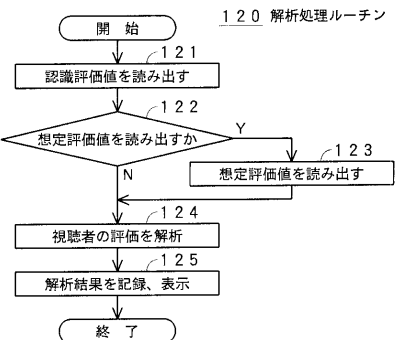 120 解析処理ルーチン
開始
121
認識評価値を読み出す
122
想定評価値を読み出すか
Y
N
123
想定評価値を読み出す
124
視聴者の評価を解析
125
解析結果を記録、表示
終了